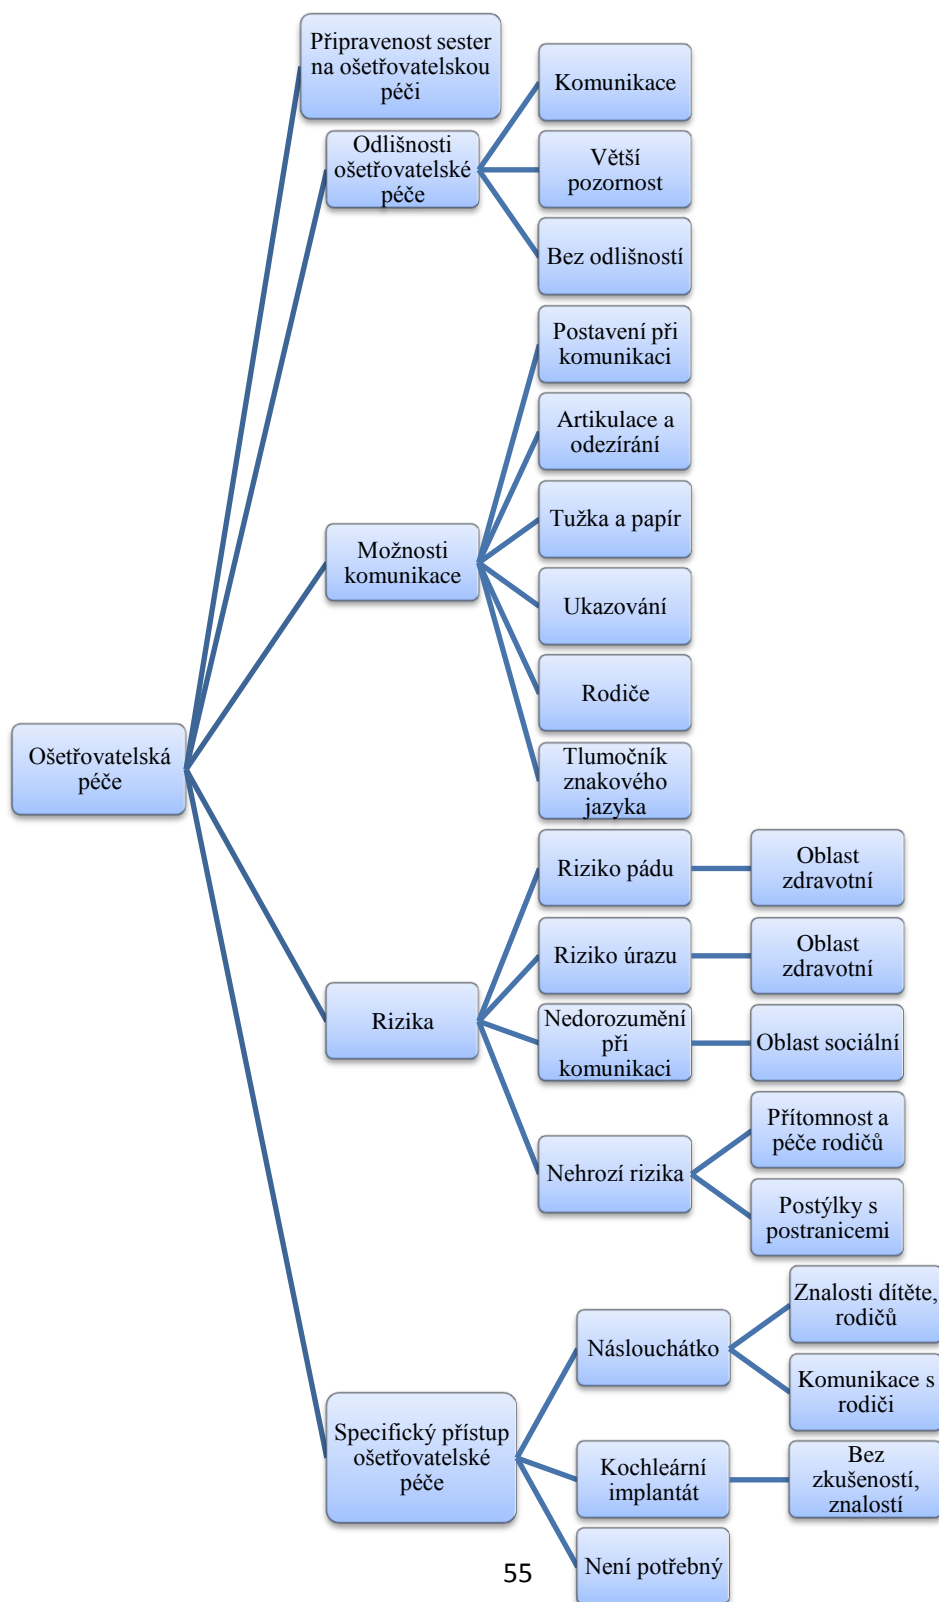 Připravenost sester
na ošetřovatelskou
péči
Odlišnosti
ošetřovatelské
péče
Komunikace
Větší
pozornost
Bez odlišností
Možnosti
komunikace
Postavení při
komunikaci
Artikulace a
odezírání
Tužka a papír
Ukazování
Rodiče
Tlumočník
znakového
jazyka
Ošetřovatelská
péče
Rizika
Riziko pádu
Oblast
zdravotní
Riziko úrazu
Oblast
zdravotní
Nedorozumění
při
komunikaci
Oblast sociální
Nehrozí rizika
Přítomnost a
péče rodičů
Postýlky s
postranicemi
Specifický přístup
ošetřovatelské
péče
Náslouchátko
Znalosti dítěte,
rodičů
Komunikace s
rodiči
Kochleární
implantát
Bez
zkušeností,
znalostí
Není potřebný
55